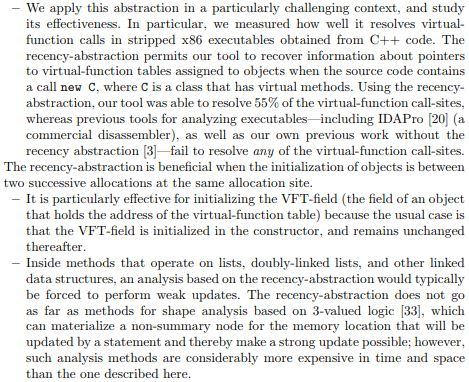 – We apply this abstraction in a particularly challenging context, and study
its effectiveness. In particular, we measured how well it resolves virtual-
function calls in stripped x86 executables obtained from C++ code. The
recency-abstraction permits our tool to recover information about pointers
to virtual-function tables assigned to objects when the source code contains
a call new C, where C is a class that has virtual methods. Using the recency-
abstraction, our tool was able to resolve 55% of the virtual-function call-sites,
whereas previous tools for analyzing executables—including IDAPro [20] (a
commercial disassembler), as well as our own previous work without the
recency abstraction [3]—fail to resolve any of the virtual-function call-sites.
The recency-abstraction is beneficial when the initialization of objects is between
two successive allocations at the same allocation site.
– It is particularly effective for initializing the VFT-field (the field of an object
that holds the address of the virtual-function table) because the usual case is
that the VFT-field is initialized in the constructor, and remains unchanged
thereafter.
– Inside methods that operate on lists, doubly-linked lists, and other linked
data structures, an analysis based on the recency-abstraction would typically
be forced to perform weak updates. The recency-abstraction does not go
as far as methods for shape analysis based on 3-valued logic [33], which
can materialize a non-summary node for the memory location that will be
updated by a statement and thereby make a strong update possible; however,
such analysis methods are considerably more expensive in time and space
than the one described here.